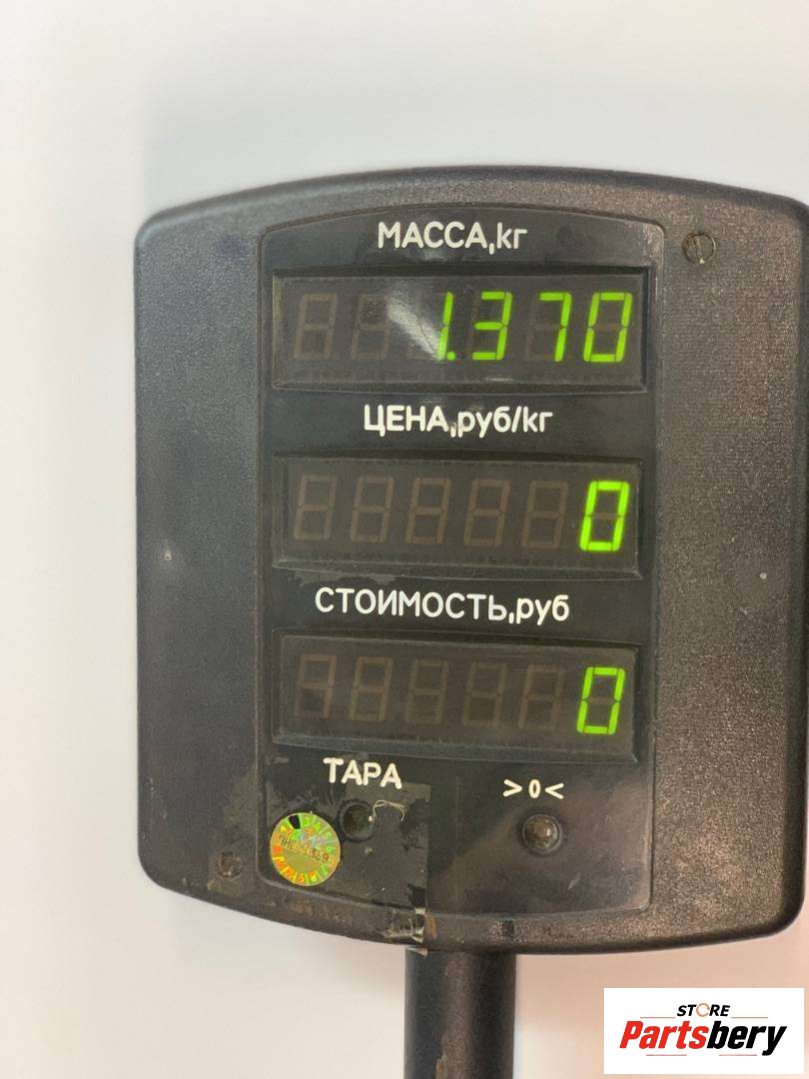 МАССА,кг
1.370
ЦЕНА,руб/кг
0
СТОИМОСТЬ,руб
0
ТАРА
>0<
STORE
Partsbery